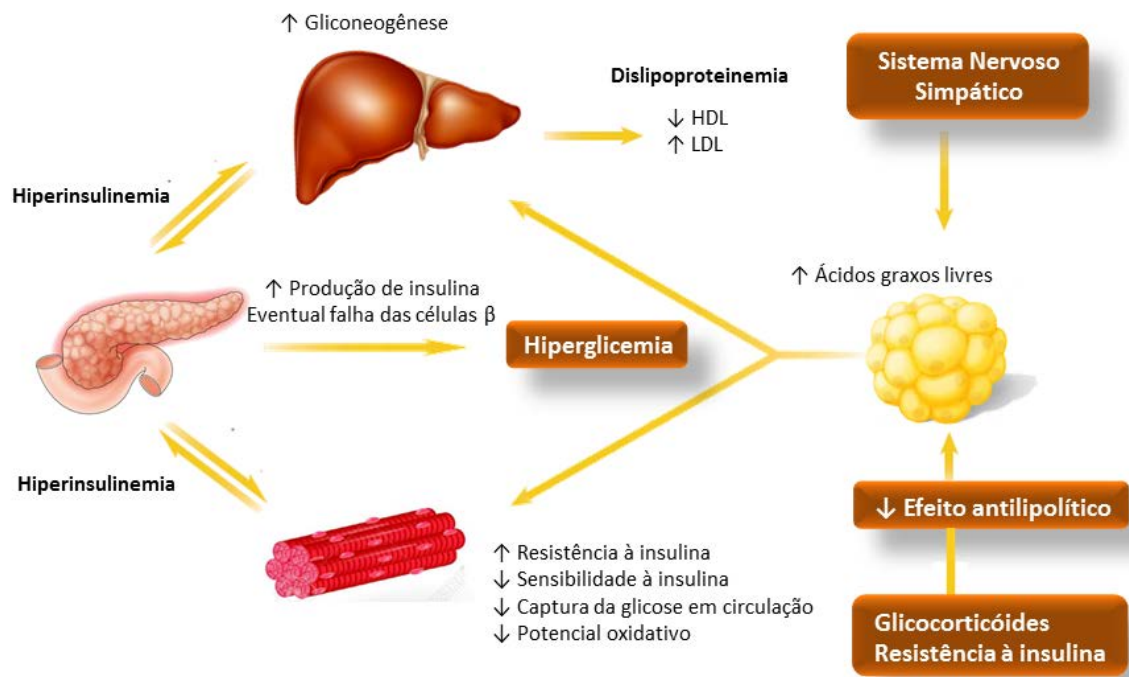 ↑ Gliconeogênese
Dislipoproteinemia
↓ HDL
↑ LDL
Sistema Nervoso
Simpático
Hiperinsulinemia
↑ Ácidos graxos livres
↑ Produção de insulina
Eventual falha das células β
Hiperglicemia
Hiperinsulinemia
↓ Efeito antilipolítico
↑ Resistência à insulina
↓ Sensibilidade à insulina
↓ Captura da glicose em circulação
↓ Potencial oxidativo
Glicocorticóides
Resistência à insulina